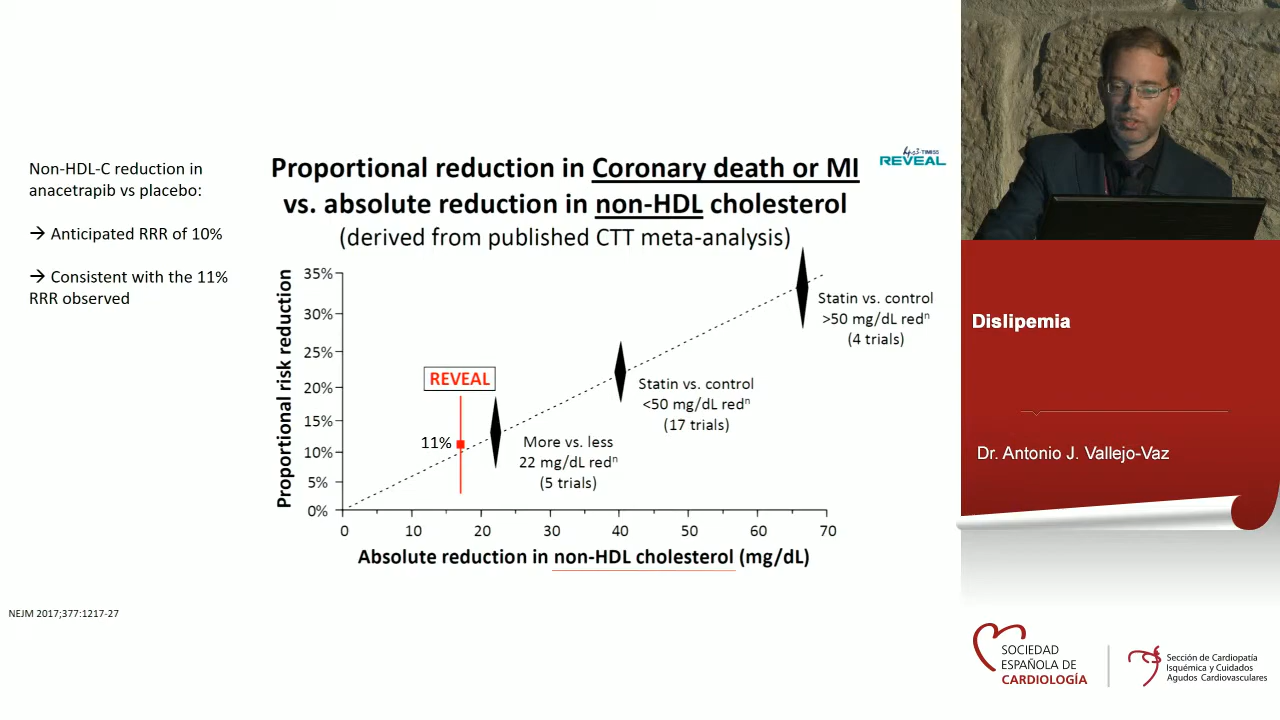 Non-HDL-C reduction in
anacetrapib vs placebo:
→ Anticipated RRR of 10%
→ Consistent with the 11%
RRR observed
Proportional reduction in Coronary death or MI
vs. absolute reduction in non-HDL cholesterol
(derived from published CTT meta-analysis)
REVEAL
Proportional risk reduction
35%
30%
25%
20%
15%
10%
5%
0%
REVEAL
11%
More vs. less
22 mg/dL redⁿ
(5 trials)
Statin vs. control
<50 mg/dL redⁿ
(17 trials)
Statin vs. control
>50 mg/dL redⁿ
(4 trials)
0 10 20 30 40 50 60 70
Absolute reduction in non-HDL cholesterol (mg/dL)
NEJM 2017;377:1217-27
Dislipemia
Dr. Antonio J. Vallejo-Vaz
SOCIEDAD
ESPAÑOLA DE
CARDIOLOGÍA
Sección de Cardiopatía
Isquémica y Cuidados
Agudos Cardiovasculares